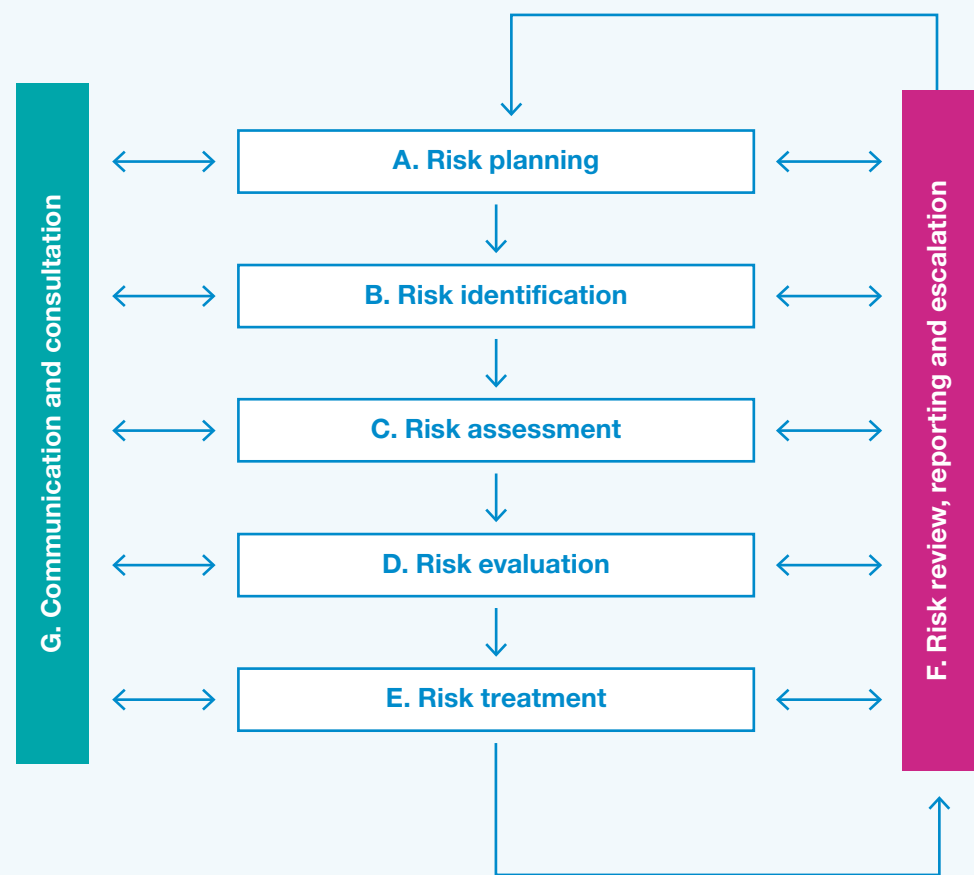 A. Risk planning
B. Risk identification
C. Risk assessment
D. Risk evaluation
E. Risk treatment
G. Communication and consultation
F. Risk review, reporting and escalation